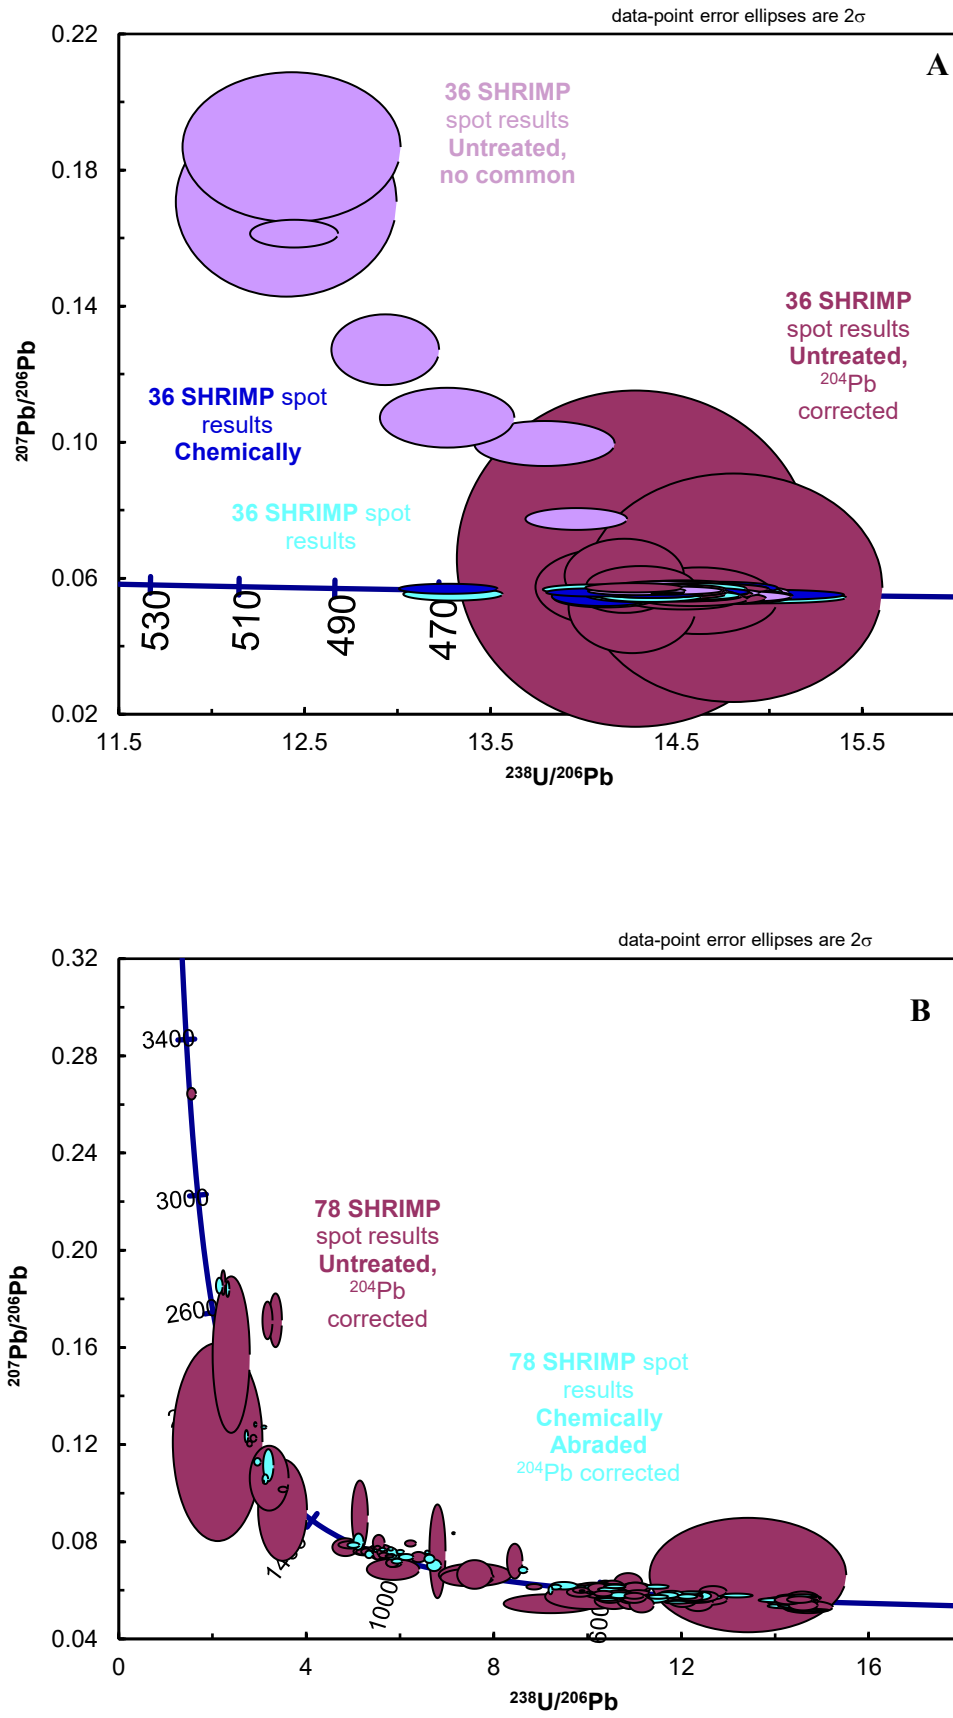 data-point error ellipses are 2σ
0.22
A
36 SHRIMP
spot results
Untreated,
no common
0.18
0.14
36 SHRIMP
spot results
Untreated,
²⁰⁴Pb
corrected
²⁰⁷Pb/²⁰⁶Pb
36 SHRIMP spot
results
Chemically
0.10
36 SHRIMP spot
results
0.06
530
510
490
470
0.02
11.5
12.5
13.5
14.5
15.5
²³⁸U/²⁰⁶Pb
data-point error ellipses are 2σ
0.32
B
3400
0.28
0.24
3000
78 SHRIMP
spot results
Untreated,
²⁰⁴Pb
corrected
0.20
2600
²⁰⁷Pb/²⁰⁶Pb
0.16
78 SHRIMP spot
results
Chemically
Abraded
²⁰⁴Pb corrected
0.12
0.08
1000
600
0.04
0
4
8
12
16
²³⁸U/²⁰⁶Pb